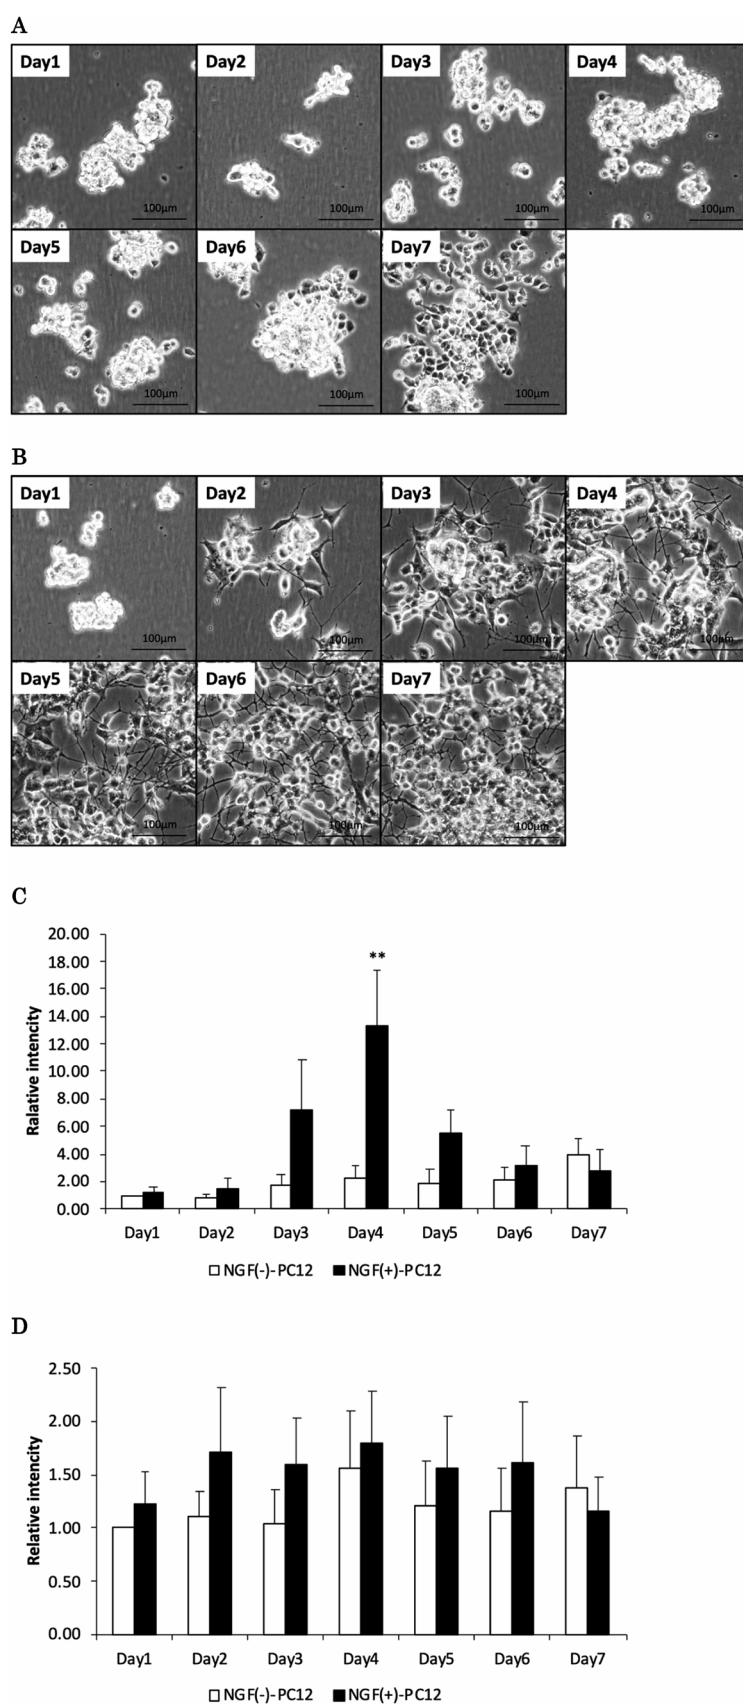 A
Day1 Day2 Day3 Day4
100μm 100μm 100μm 100μm
Day5 Day6 Day7
100μm 100μm 100μm
B
Day1 Day2 Day3 Day4
100μm 100μm 100μm 100μm
Day5 Day6 Day7
100μm 100μm 100μm
C
Ralative intencity
20.00
18.00
**
16.00
14.00
12.00
10.00
8.00
6.00
4.00
2.00
0.00
Day1 Day2 Day3 Day4 Day5 Day6 Day7
NGF(-)-PC12 NGF(+)-PC12
D
Relative intencity
2.50
2.00
1.50
1.00
0.50
0.00
Day1 Day2 Day3 Day4 Day5 Day6 Day7
NGF(-)-PC12 NGF(+)-PC12